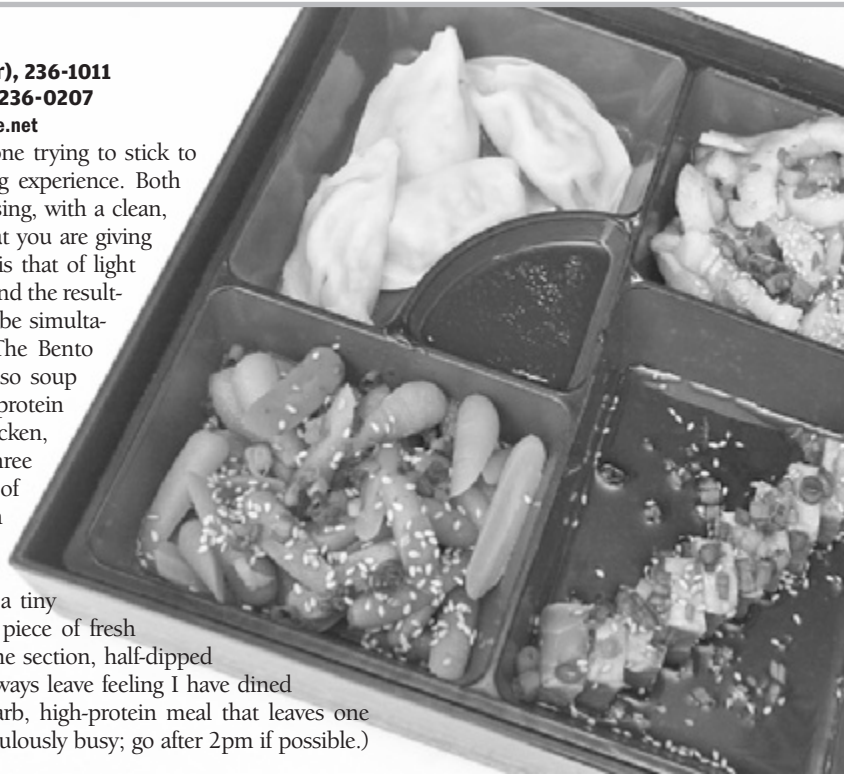 r), 236-1011
236-0207
e.net
one trying to stick to
g experience. Both
sing, with a clean,
at you are giving
is that of light
nd the result-
be simulta-
The Bento
so soup
protein
cken,
hree
of
a tiny
piece of fresh
ne section, half-dipped
ways leave feeling I have dined
arb, high-protein meal that leaves one
ulously busy; go after 2pm if possible.)